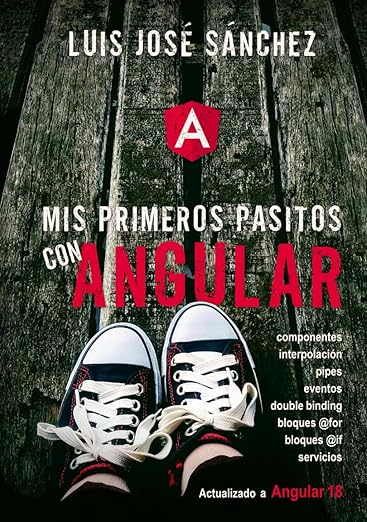 LUIS JOSÉ SÁNCHEZ
A
MIS PRIMEROS PASITOS
CON ANGULAR
componentes
interpolación
pipes
eventos
double binding
bloques @for
bloques @if
servicios
Actualizado a Angular 18